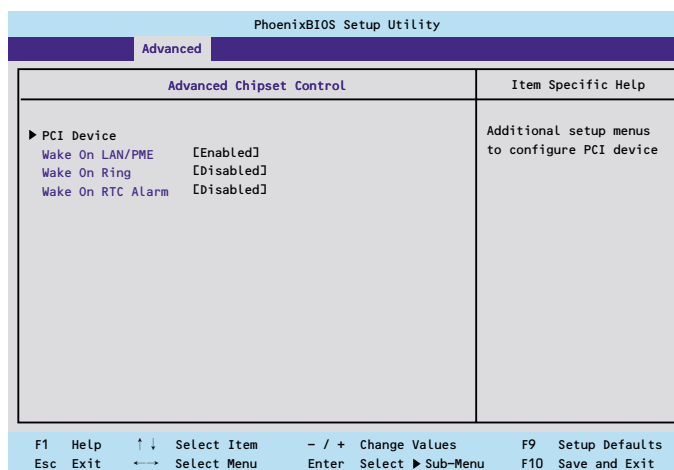 PhoenixBIOS Setup Utility
Advanced
Advanced Chipset Control
Item Specific Help
▶ PCI Device
Wake On LAN/PME [Enabled]
Wake On Ring [Disabled]
Wake On RTC Alarm [Disabled]
Additional setup menus
to configure PCI device
F1 Help ↑↓ Select Item – / + Change Values F9 Setup Defaults
Esc Exit ←→ Select Menu Enter Select ▶ Sub–Menu F10 Save and Exit